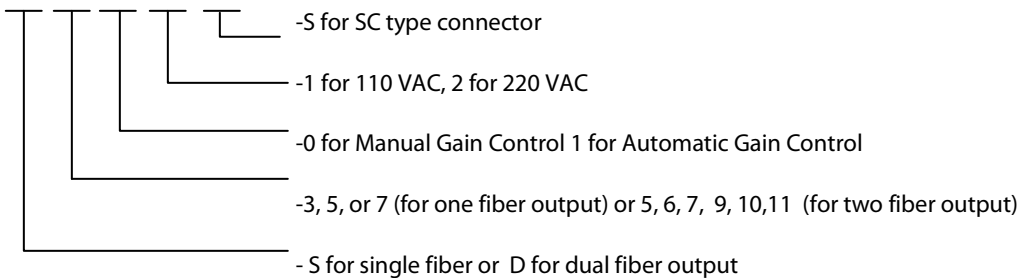 -S for SC type connector
-1 for 110 VAC, 2 for 220 VAC
-0 for Manual Gain Control 1 for Automatic Gain Control
-3, 5, or 7 (for one fiber output) or 5, 6, 7,  9, 10,11  (for two fiber output)
- S for single fiber or  D for dual fiber output